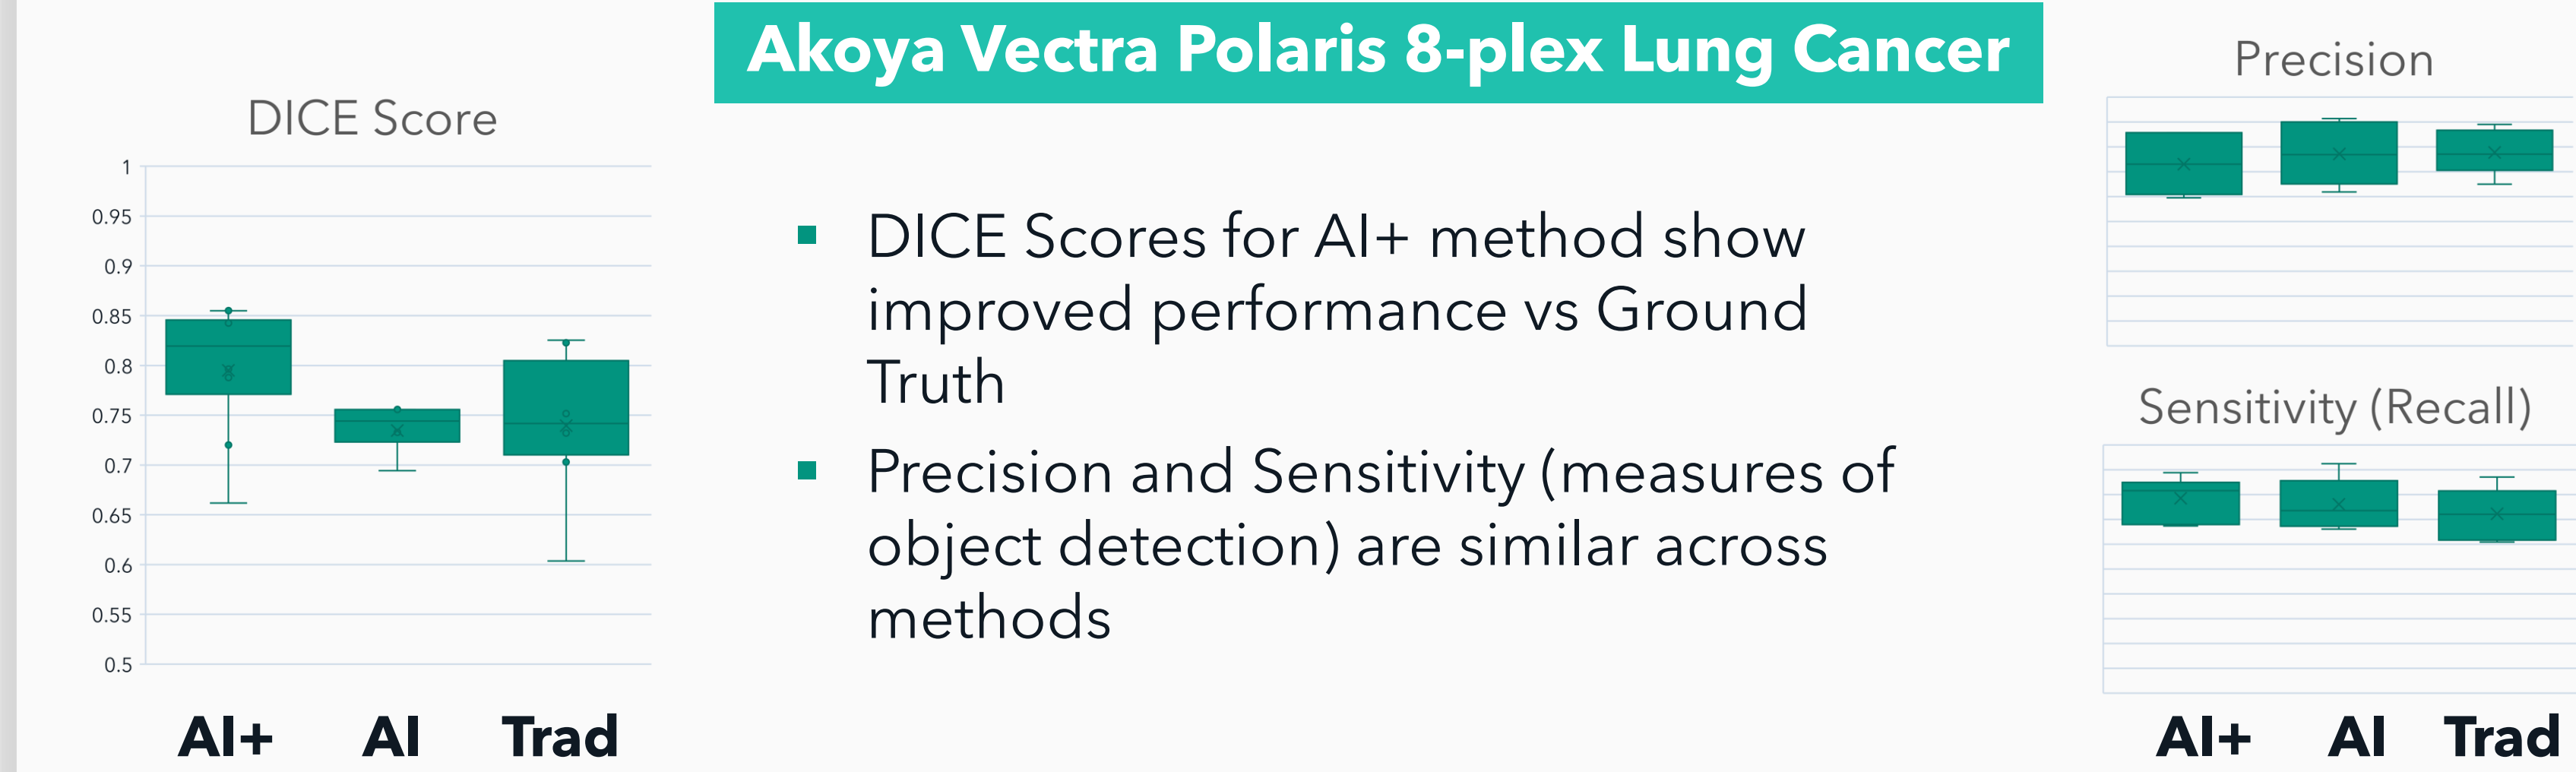 Akoya Vectra Polaris 8-plex Lung Cancer
DICE Score
1
0.95
0.9
0.85
0.8
0.75
0.7
0.65
0.6
0.55
0.5
AI+ AI Trad
DICE Scores for AI+ method show
improved performance vs Ground
Truth
Precision and Sensitivity (measures of
object detection) are similar across
methods
Precision
Sensitivity (Recall)
AI+ AI Trad